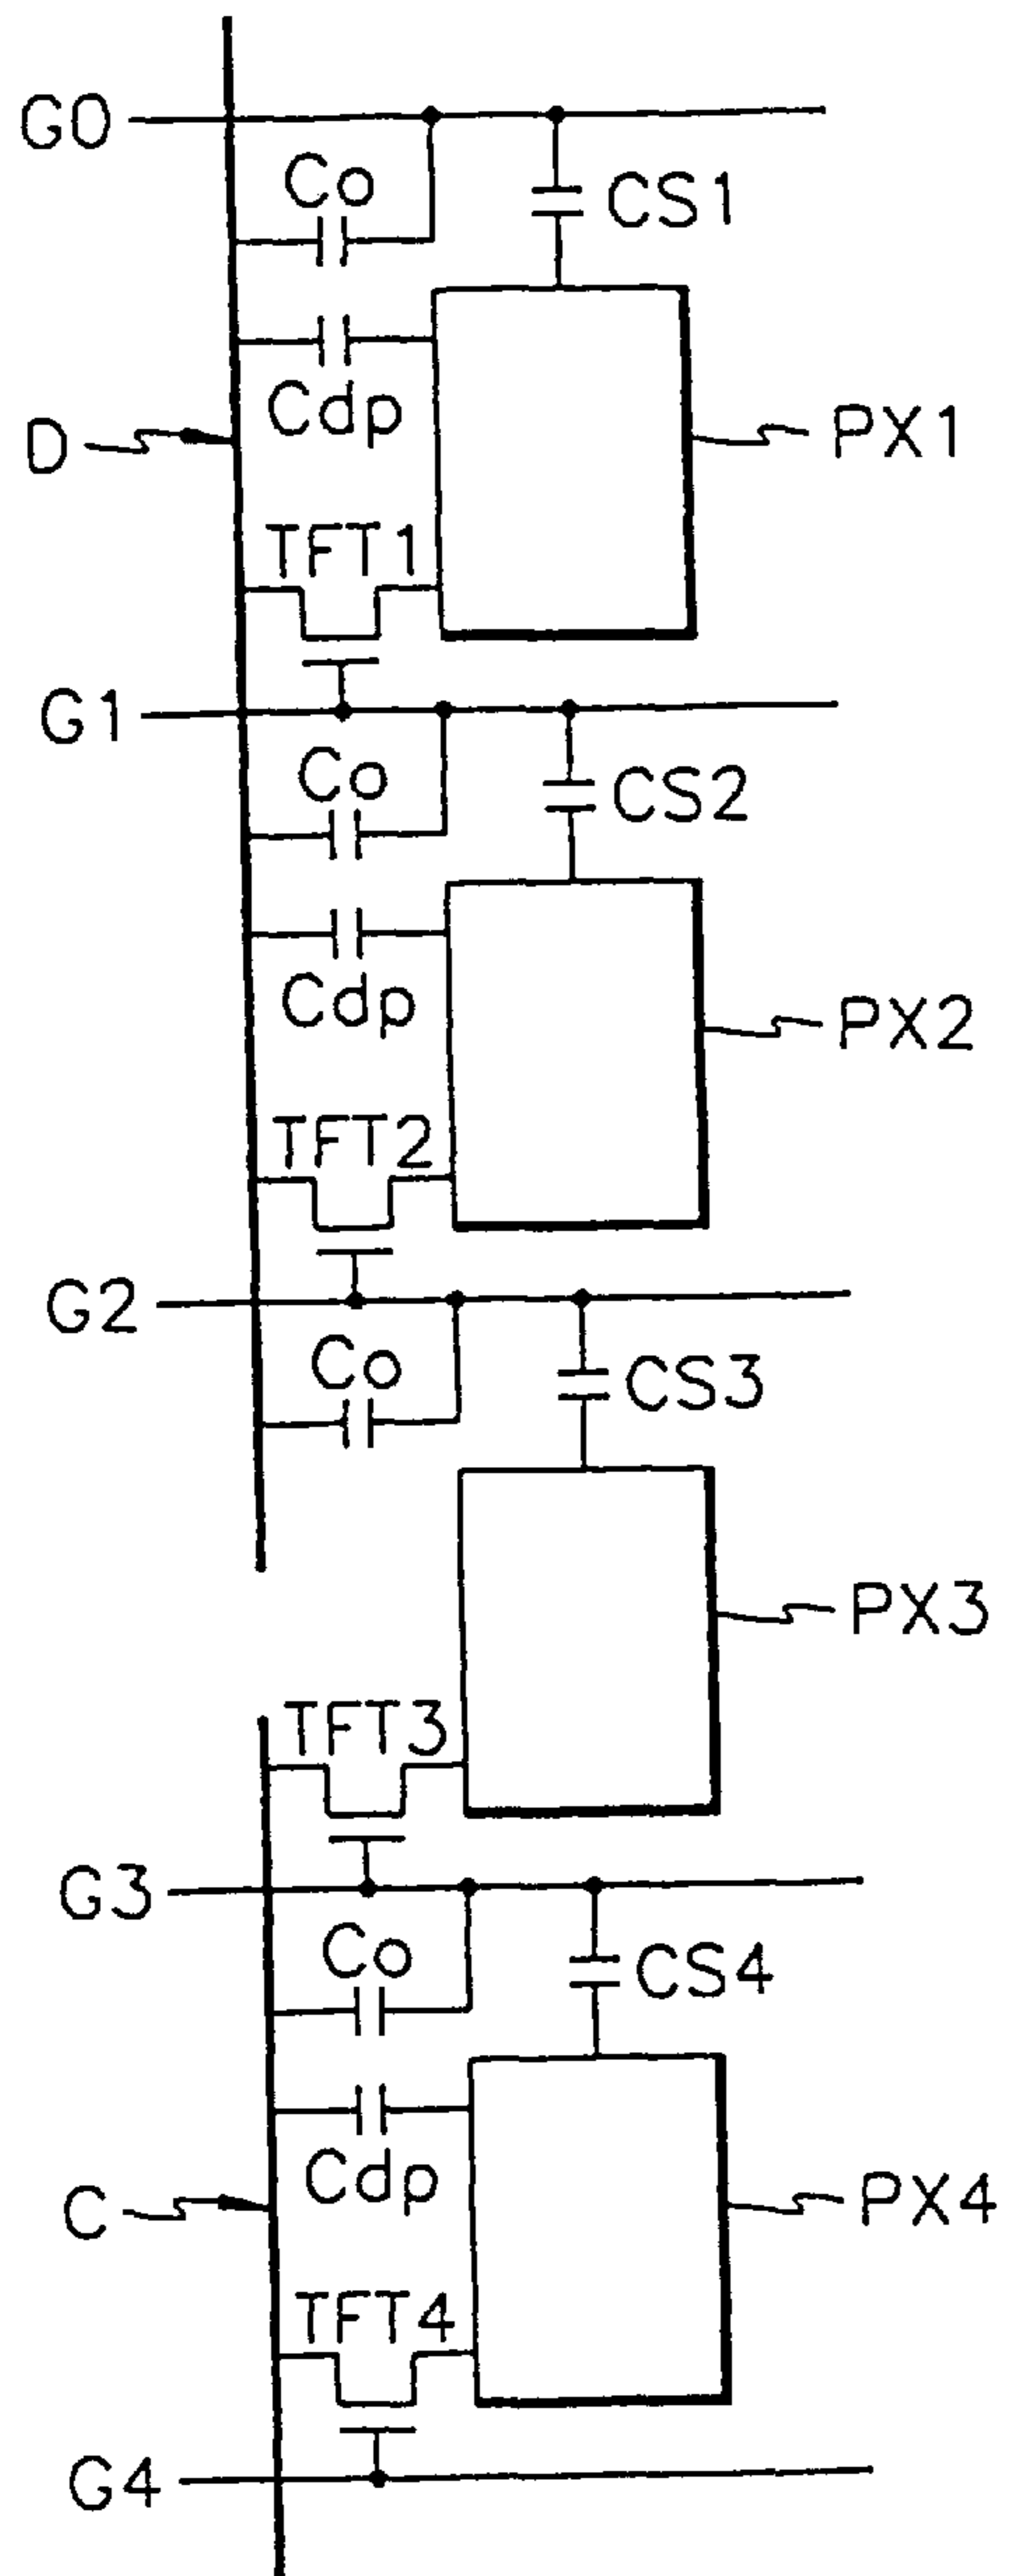 G0
Co
CS1
Cdp
D
PX1
TFT1
G1
Co
CS2
Cdp
PX2
TFT2
G2
Co
CS3
PX3
TFT3
G3
Co
CS4
Cdp
C
PX4
TFT4
G4